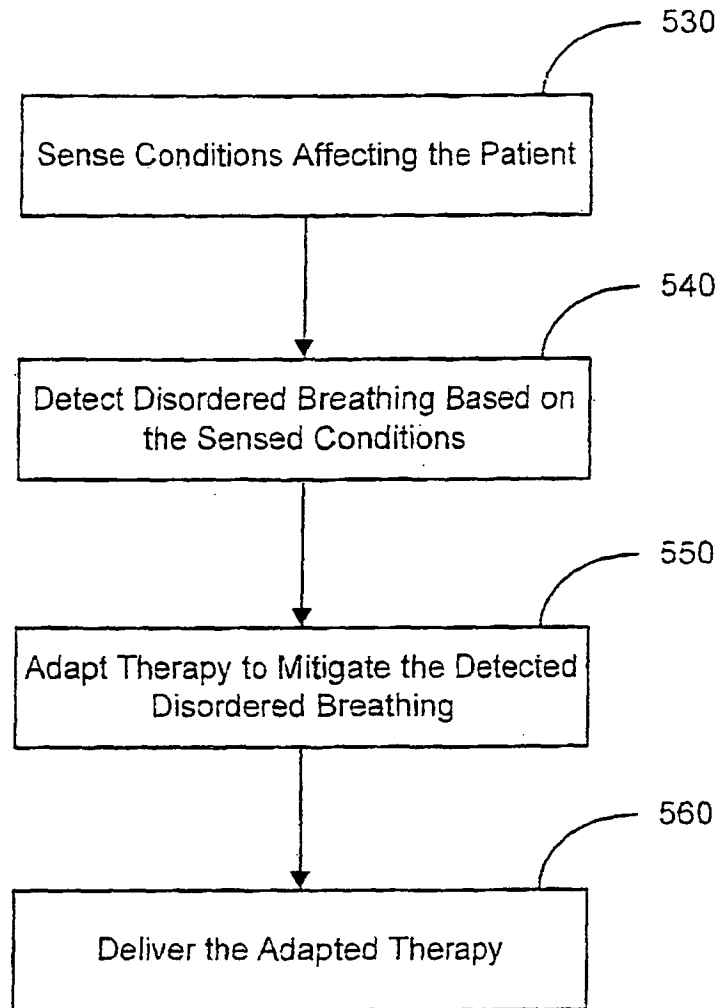 530
Sense Conditions Affecting the Patient
540
Detect Disordered Breathing Based on
the Sensed Conditions
550
Adapt Therapy to Mitigate the Detected
Disordered Breathing
560
Deliver the Adapted Therapy